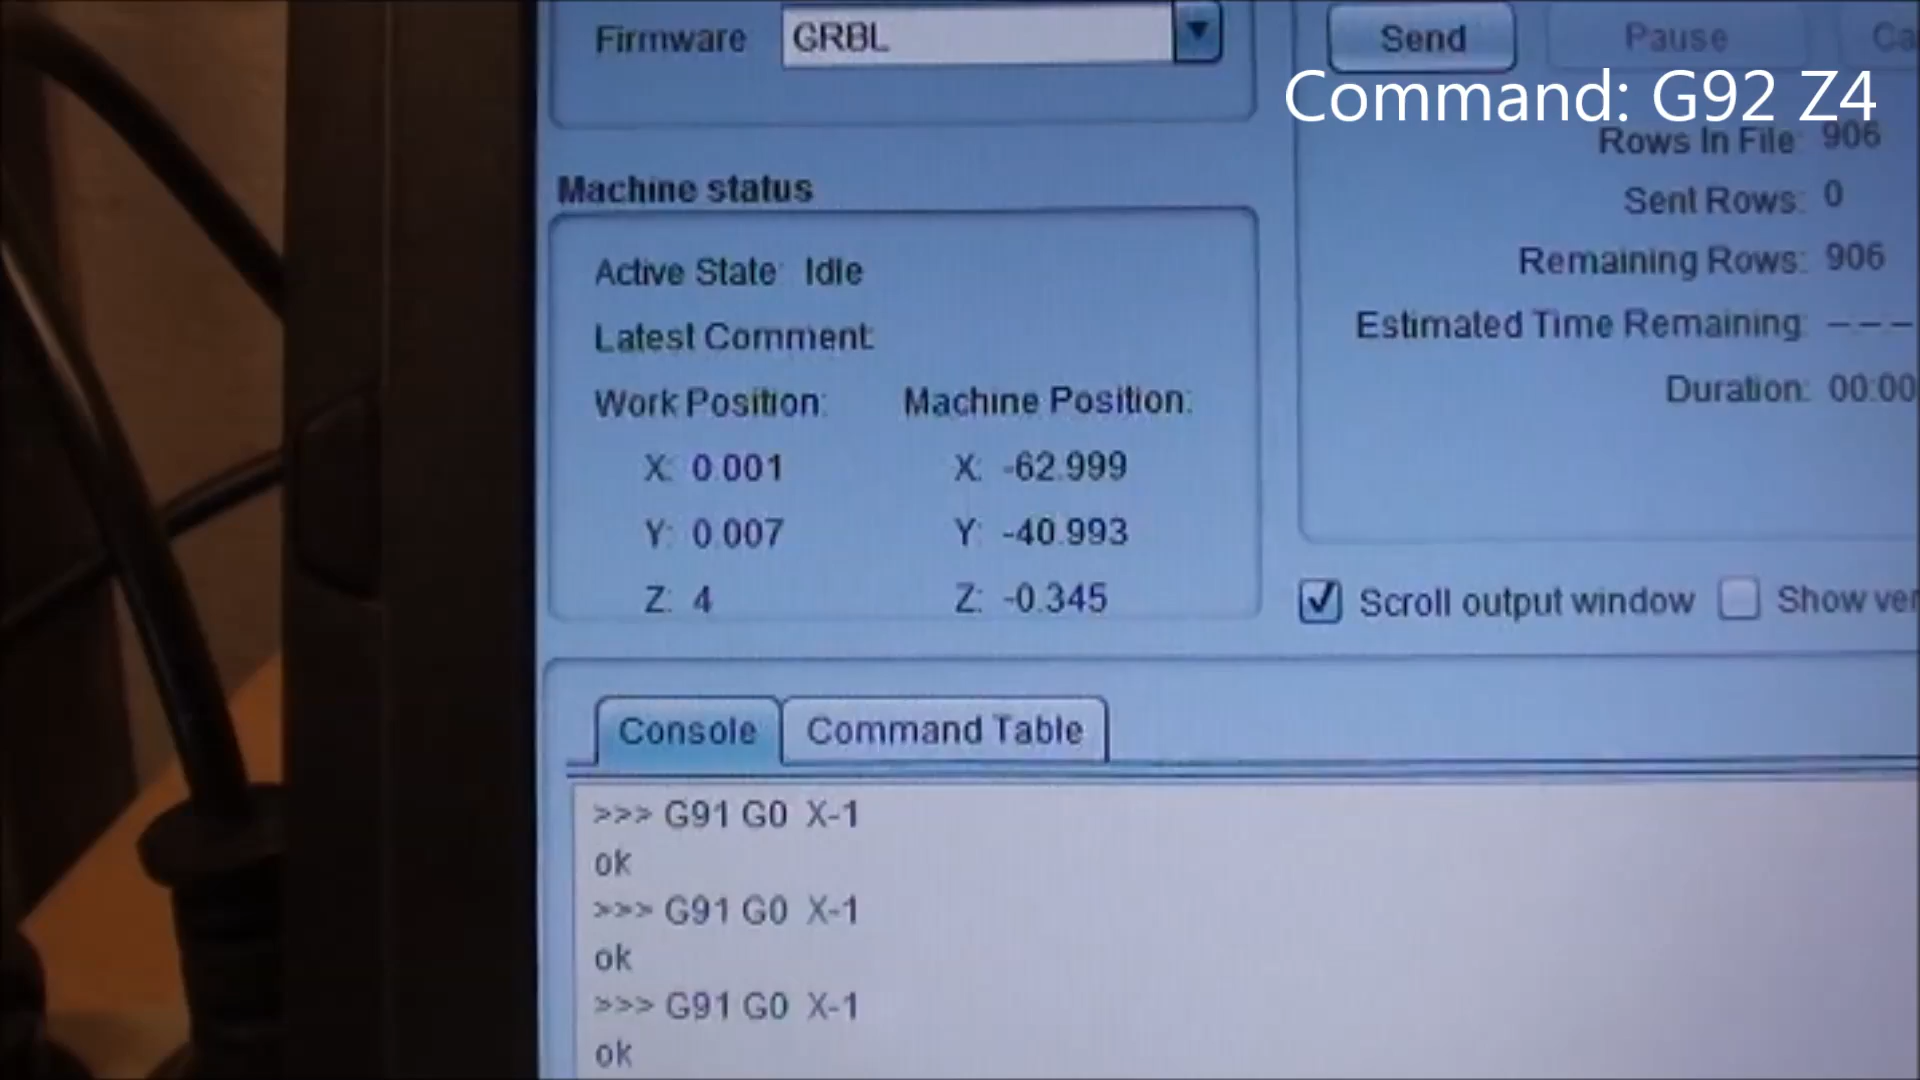 Firmware GRBL
Send Pause
Command: G92 Z4
Rows In File: 906
Machine status
Sent Rows: 0
Active State: Idle
Remaining Rows: 906
Latest Comment:
Estimated Time Remaining: ---
Work Position: Machine Position:
Duration: 00:00
X: 0.001 X: -62.999
Y: 0.007 Y: -40.993
Z: 4 Z: -0.345
Scroll output window Show ver
Console Command Table
>>> G91 G0 X-1
ok
>>> G91 G0 X-1
ok
>>> G91 G0 X-1
ok